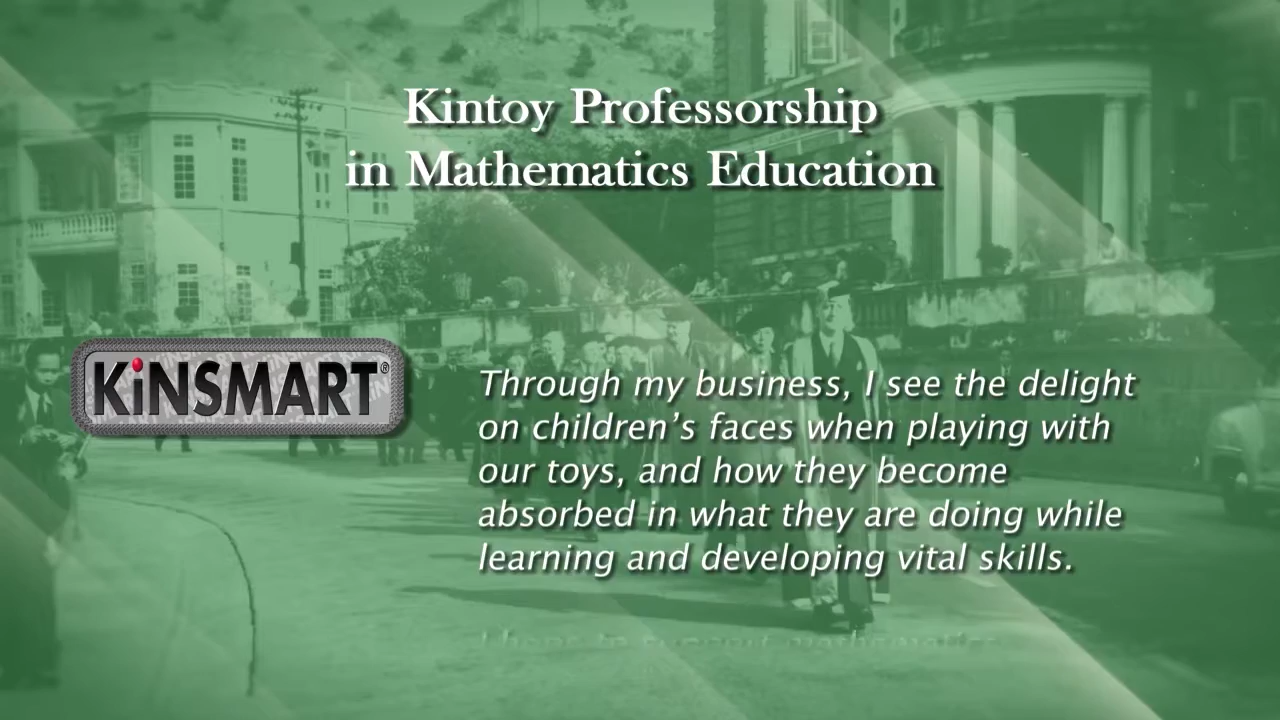 Kintoy Professorship
in Mathematics Education
KiNSMART®
Through my business, I see the delight
on children's faces when playing with
our toys, and how they become
absorbed in what they are doing while
learning and developing vital skills.